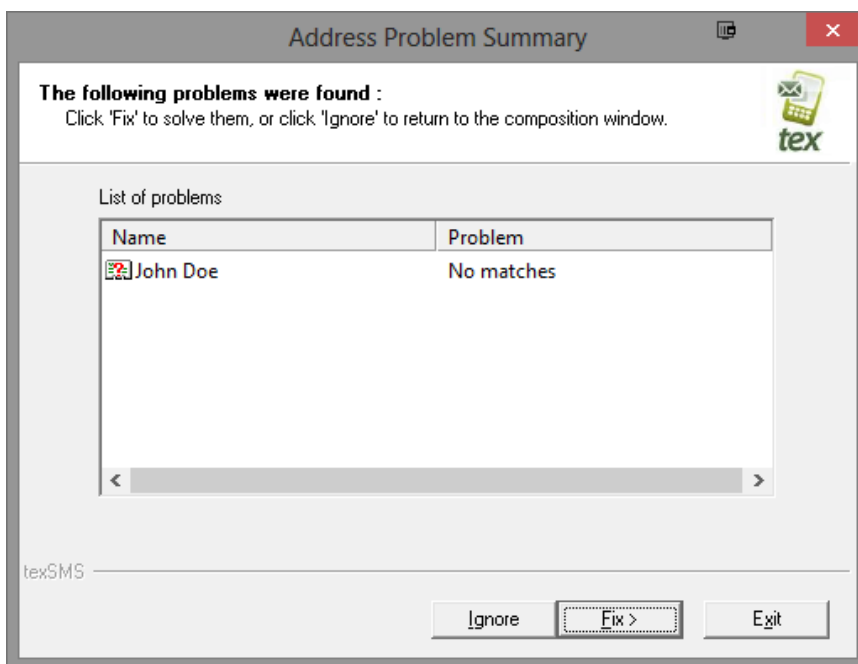 Address Problem Summary
The following problems were found :
Click 'Fix' to solve them, or click 'Ignore' to return to the composition window.
tex
List of problems
Name Problem
John Doe No matches
texSMS
Ignore Fix > Exit